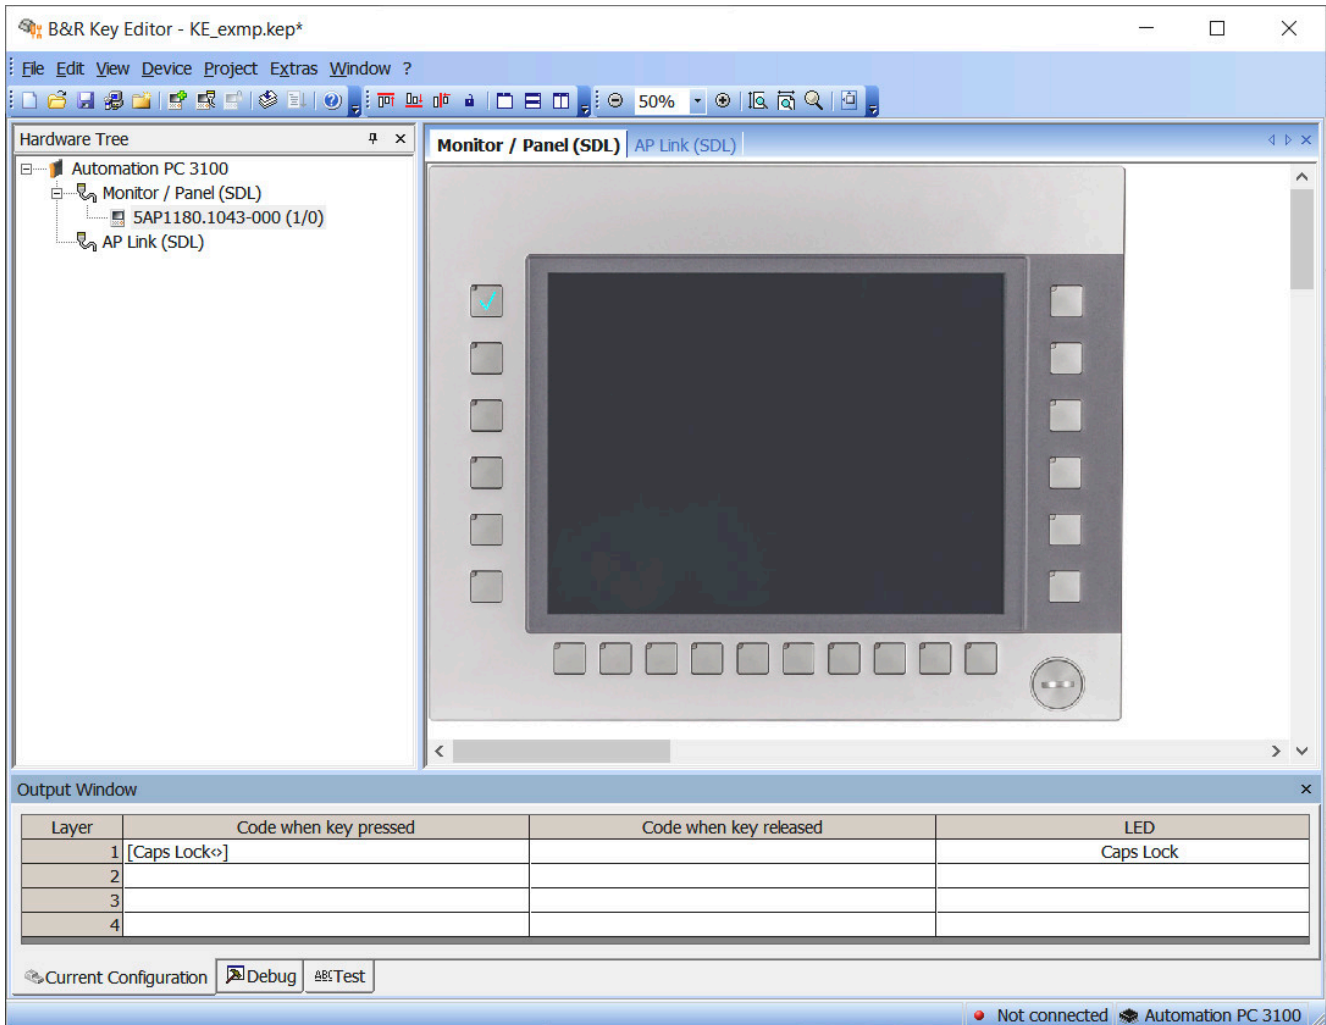 B&R Key Editor - KE_exmp.kep*
File Edit View Device Project Extras Window ?
50%
Hardware Tree
Automation PC 3100
Monitor / Panel (SDL)
5AP1180.1043-000 (1/0)
AP Link (SDL)
Monitor / Panel (SDL) AP Link (SDL)
Output Window
Layer Code when key pressed Code when key released LED
1 [Caps Lock<>] Caps Lock
2
3
4
Current Configuration Debug ABC Test
Not connected Automation PC 3100